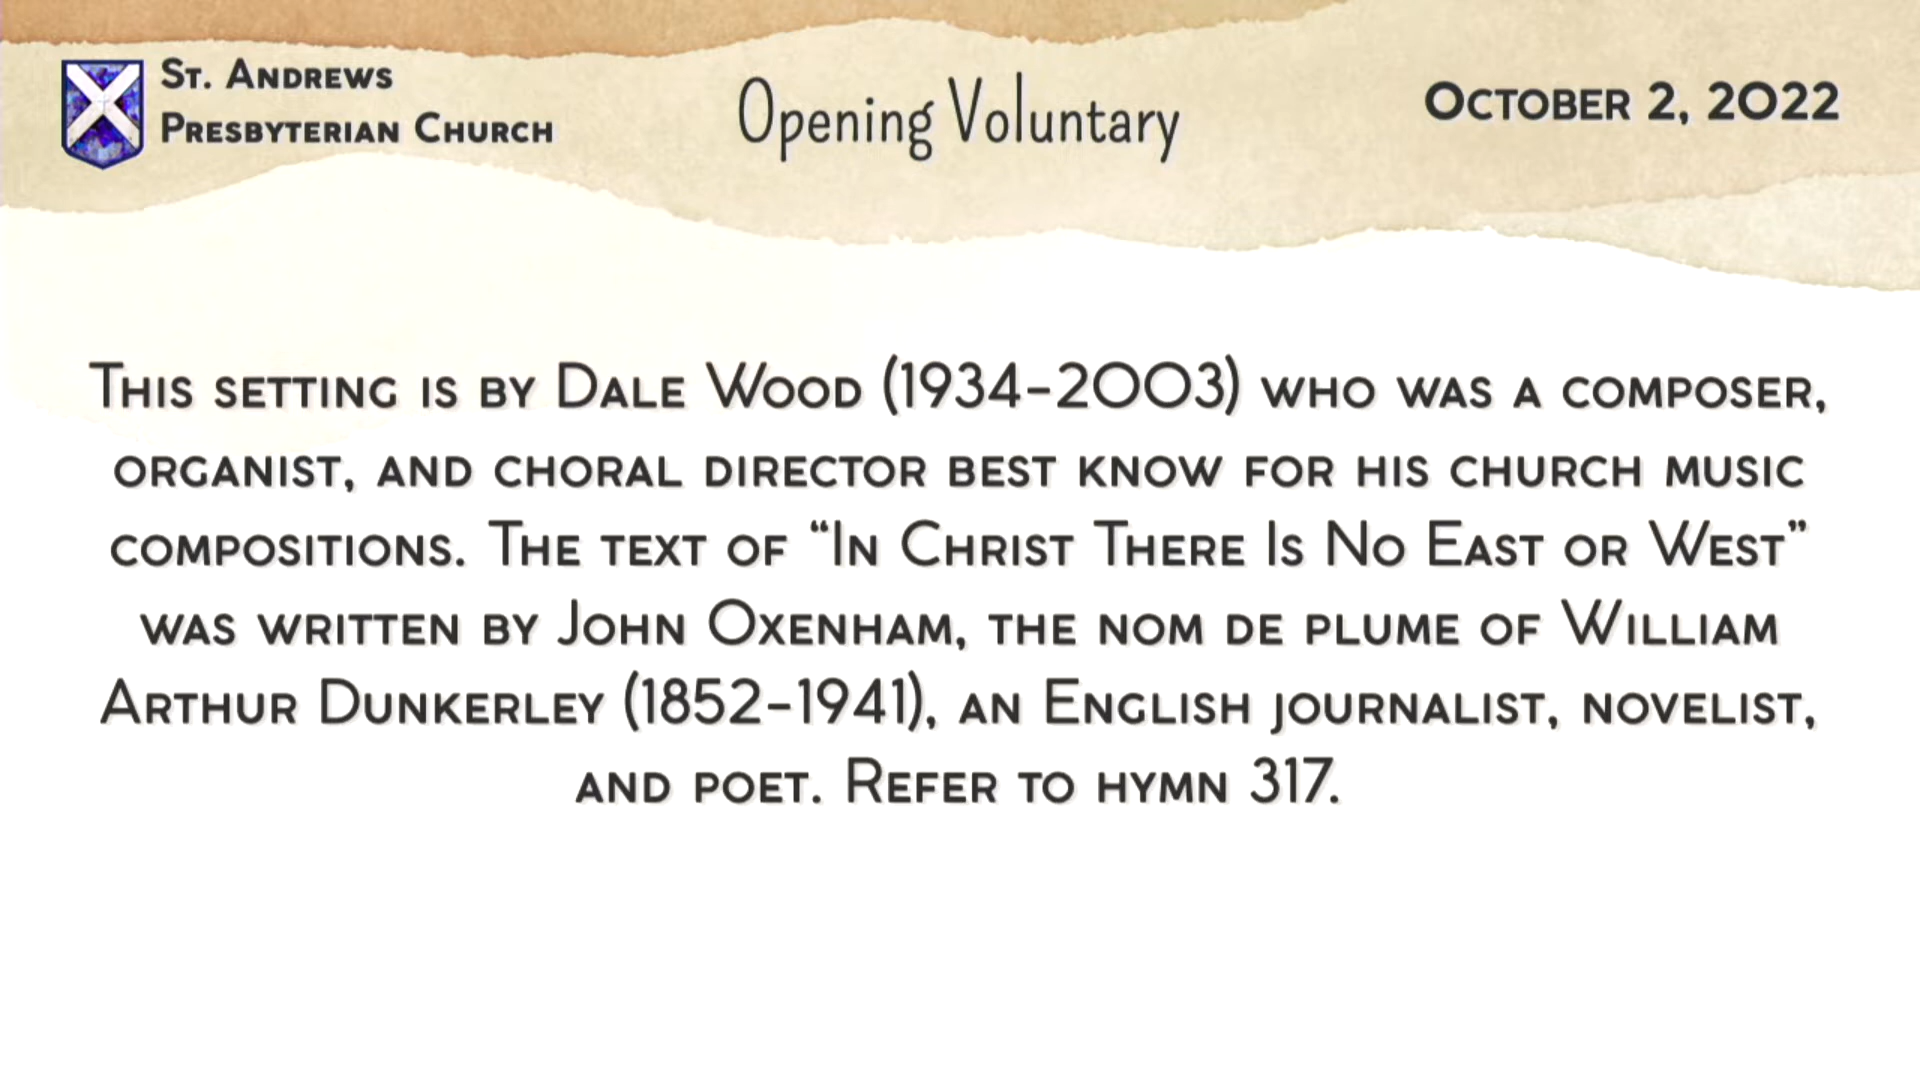 St. Andrews
Presbyterian Church
Opening Voluntary
October 2, 2022
This setting is by Dale Wood (1934-2003) who was a composer,
organist, and choral director best know for his church music
compositions. The text of “In Christ There Is No East or West”
was written by John Oxenham, the nom de plume of William
Arthur Dunkerley (1852-1941), an English journalist, novelist,
and poet. Refer to hymn 317.